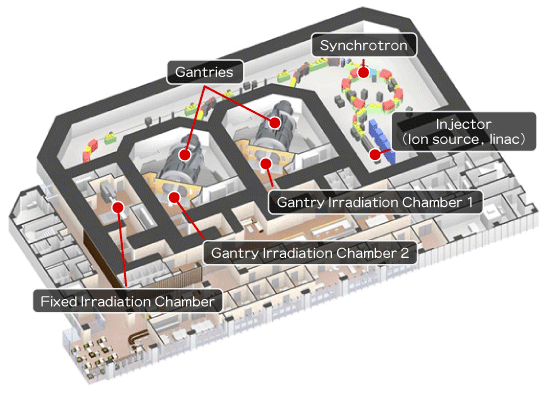 Synchrotron
Gantries
Injector
(Ion source, linac)
Gantry Irradiation Chamber 1
Gantry Irradiation Chamber 2
Fixed Irradiation Chamber